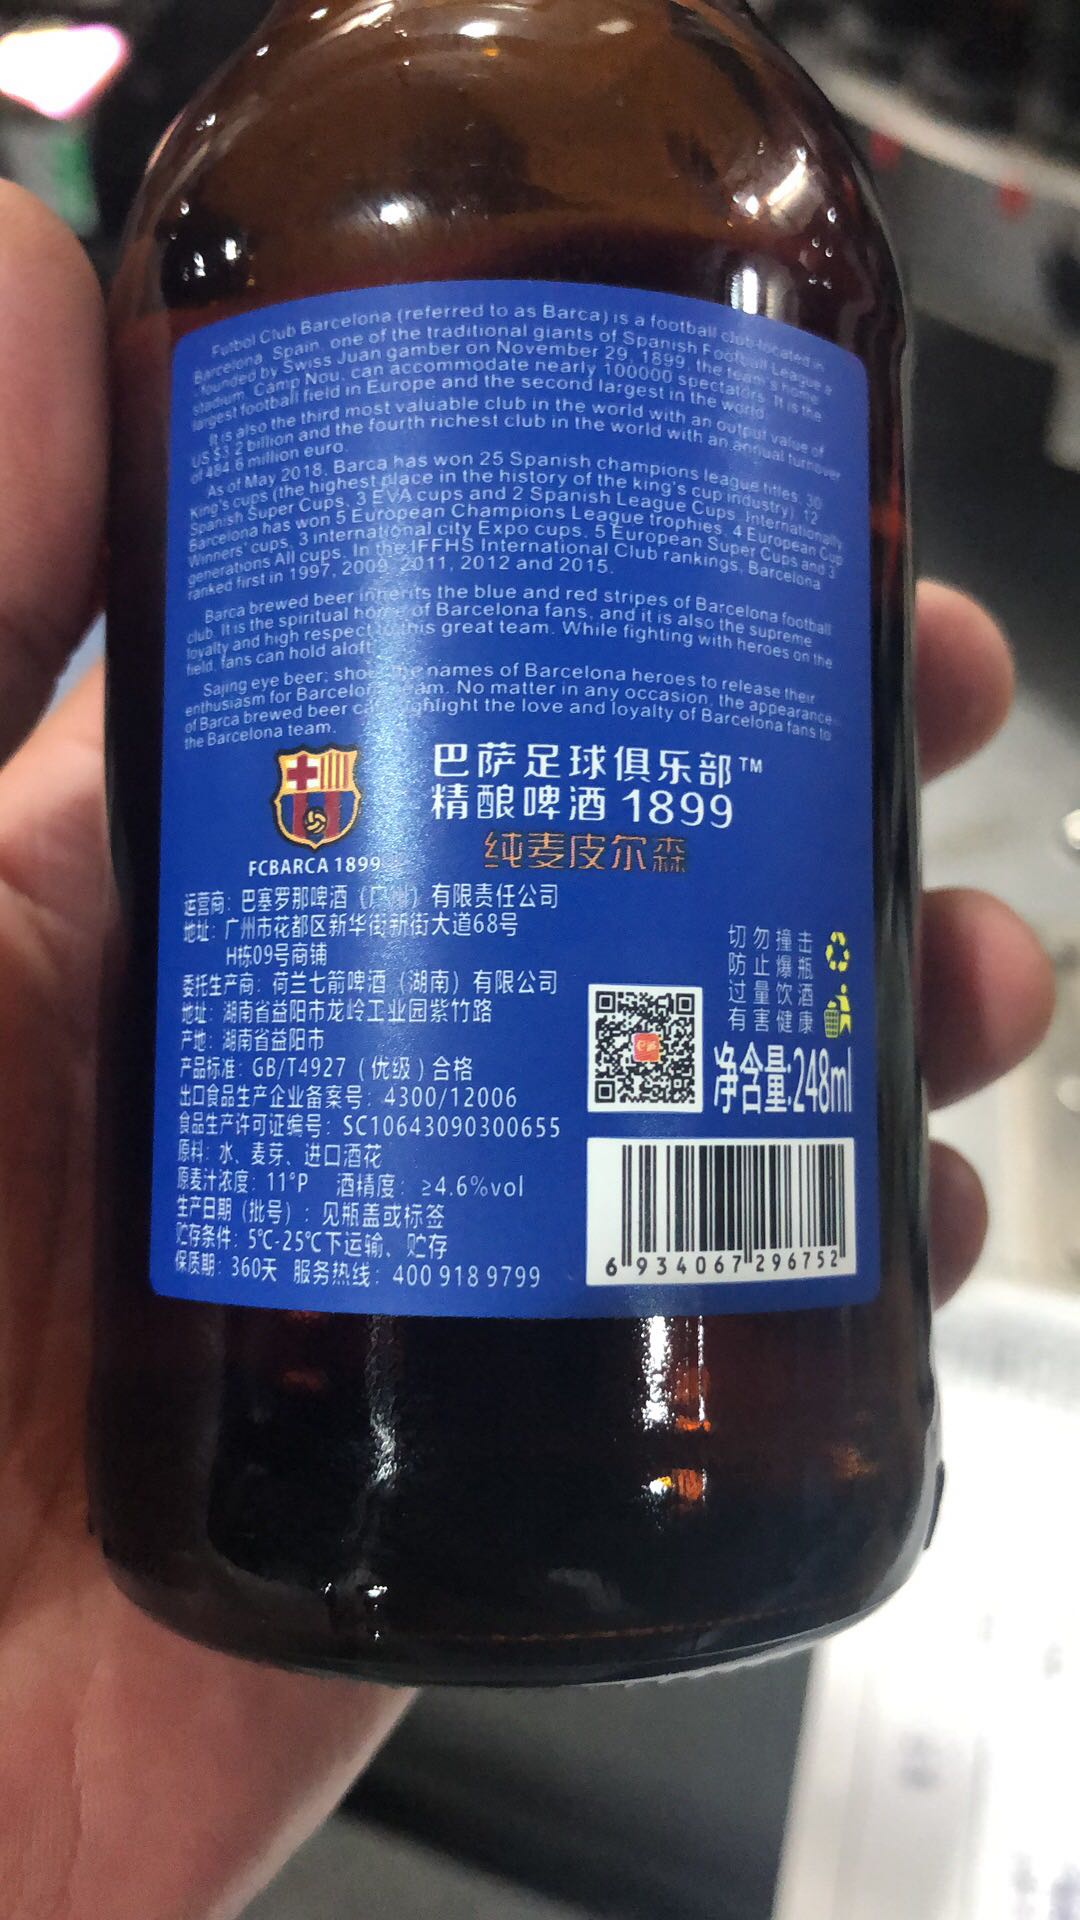 Futbol Club Barcelona (referred to as Barca) is a football club located in
Barcelona, Spain, one of the traditional giants of Spanish Football League a
, founded by Swiss Juan gamber on November 29, 1899, the team's home
stadium, Camp Nou, can accommodate nearly 100000 spectators. It is the
largest football field in Europe and the second largest in the world.
It is also the third most valuable club in the world with an output value of
US $3.2 billion and the fourth richest club in the world with an annual turnover
of 484.6 million euro.
As of May 2018, Barca has won 25 Spanish champions league titles, 30
King's cups (the highest place in the history of the king's cup industry), 12
Spanish Super Cups, 3 EVA cups and 2 Spanish League Cups, Internationally
Barcelona has won 5 European Champions League trophies, 4 European Cup
Winners' cups, 3 international city Expo cups, 5 European Super Cups and 3
generations All cups. In the IFFHS International Club rankings, Barcelona
ranked first in 1997, 2009, 2011, 2012 and 2015.
Barca brewed beer inherits the blue and red stripes of Barcelona football
club. It is the spiritual home of Barcelona fans, and it is also the supreme
loyalty and high respect to this great team. While fighting with heroes on the
field, fans can hold aloft
Sajing eye beer; names of Barcelona heroes to release their
enthusiasm for No matter in any occasion, the appearance
of Barca brewed beer the love and loyalty of Barcelona fans to
the Barcelona team.
巴萨足球俱乐部™
精酿啤酒 1899
纯麦皮尔森
FCBARCA 1899
运营商：巴塞罗那啤酒（广州）有限责任公司
地址：广州市花都区新华街新街大道68号
H栋09号商铺
委托生产商：荷兰七箭啤酒（湖南）有限公司
地址：湖南省益阳市龙岭工业园紫竹路
产地：湖南省益阳市
产品标准：GB/T4927（优级）合格
出口食品生产企业备案号：4300/12006
食品生产许可证编号：SC10643090300655
原料：水、麦芽、进口酒花
原麦汁浓度：11°P 酒精度：≥4.6%vol
生产日期（批号）：见瓶盖或标签
贮存条件：5℃-25℃下运输、贮存
保质期：360天 服务热线：400 918 9799
切勿撞击
防止爆瓶
过量饮酒
有害健康
净含量:248ml
6 934067 296752